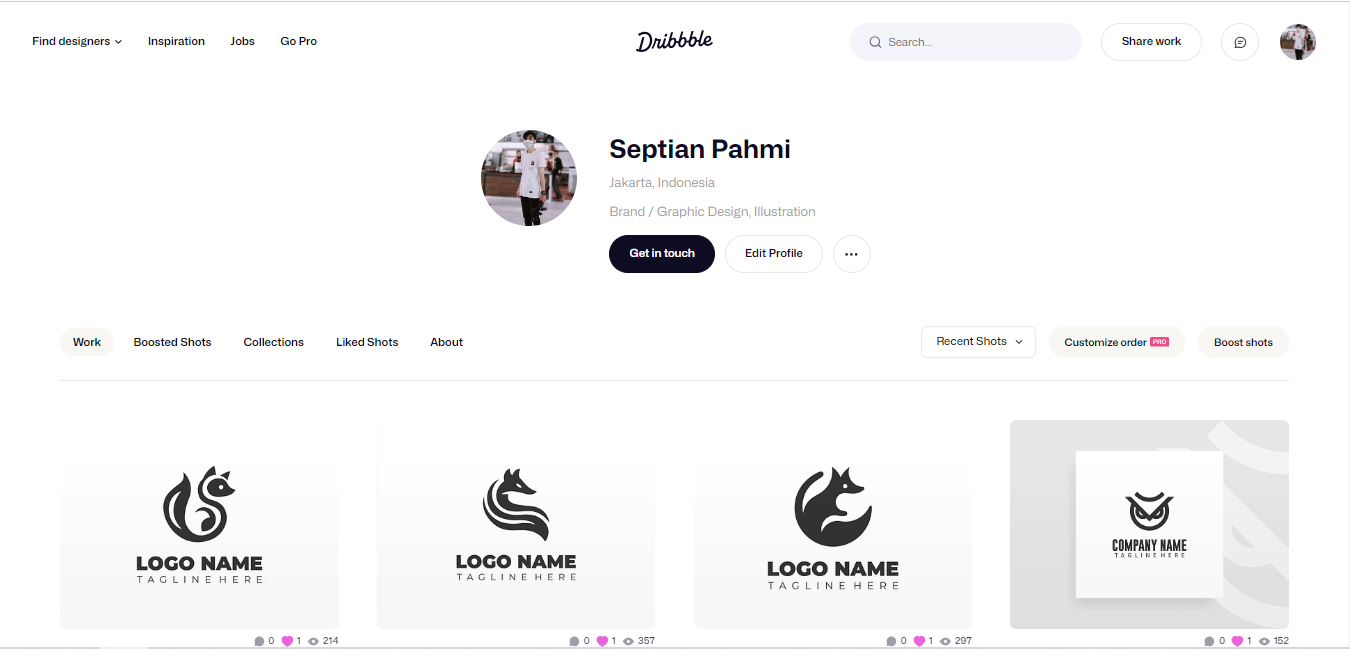 Find designers Inspiration Jobs Go Pro Dribbble Search... Share work
Septian Pahmi
Jakarta, Indonesia
Brand / Graphic Design, Illustration
Get in touch Edit Profile
Work Boosted Shots Collections Liked Shots About Recent Shots Customize order PRO Boost shots
LOGO NAME
TAGLINE HERE
LOGO NAME
TAGLINE HERE
LOGO NAME
TAGLINE HERE
COMPANY NAME
TAGLINE HERE
0 1 214
0 1 357
0 1 297
0 1 152